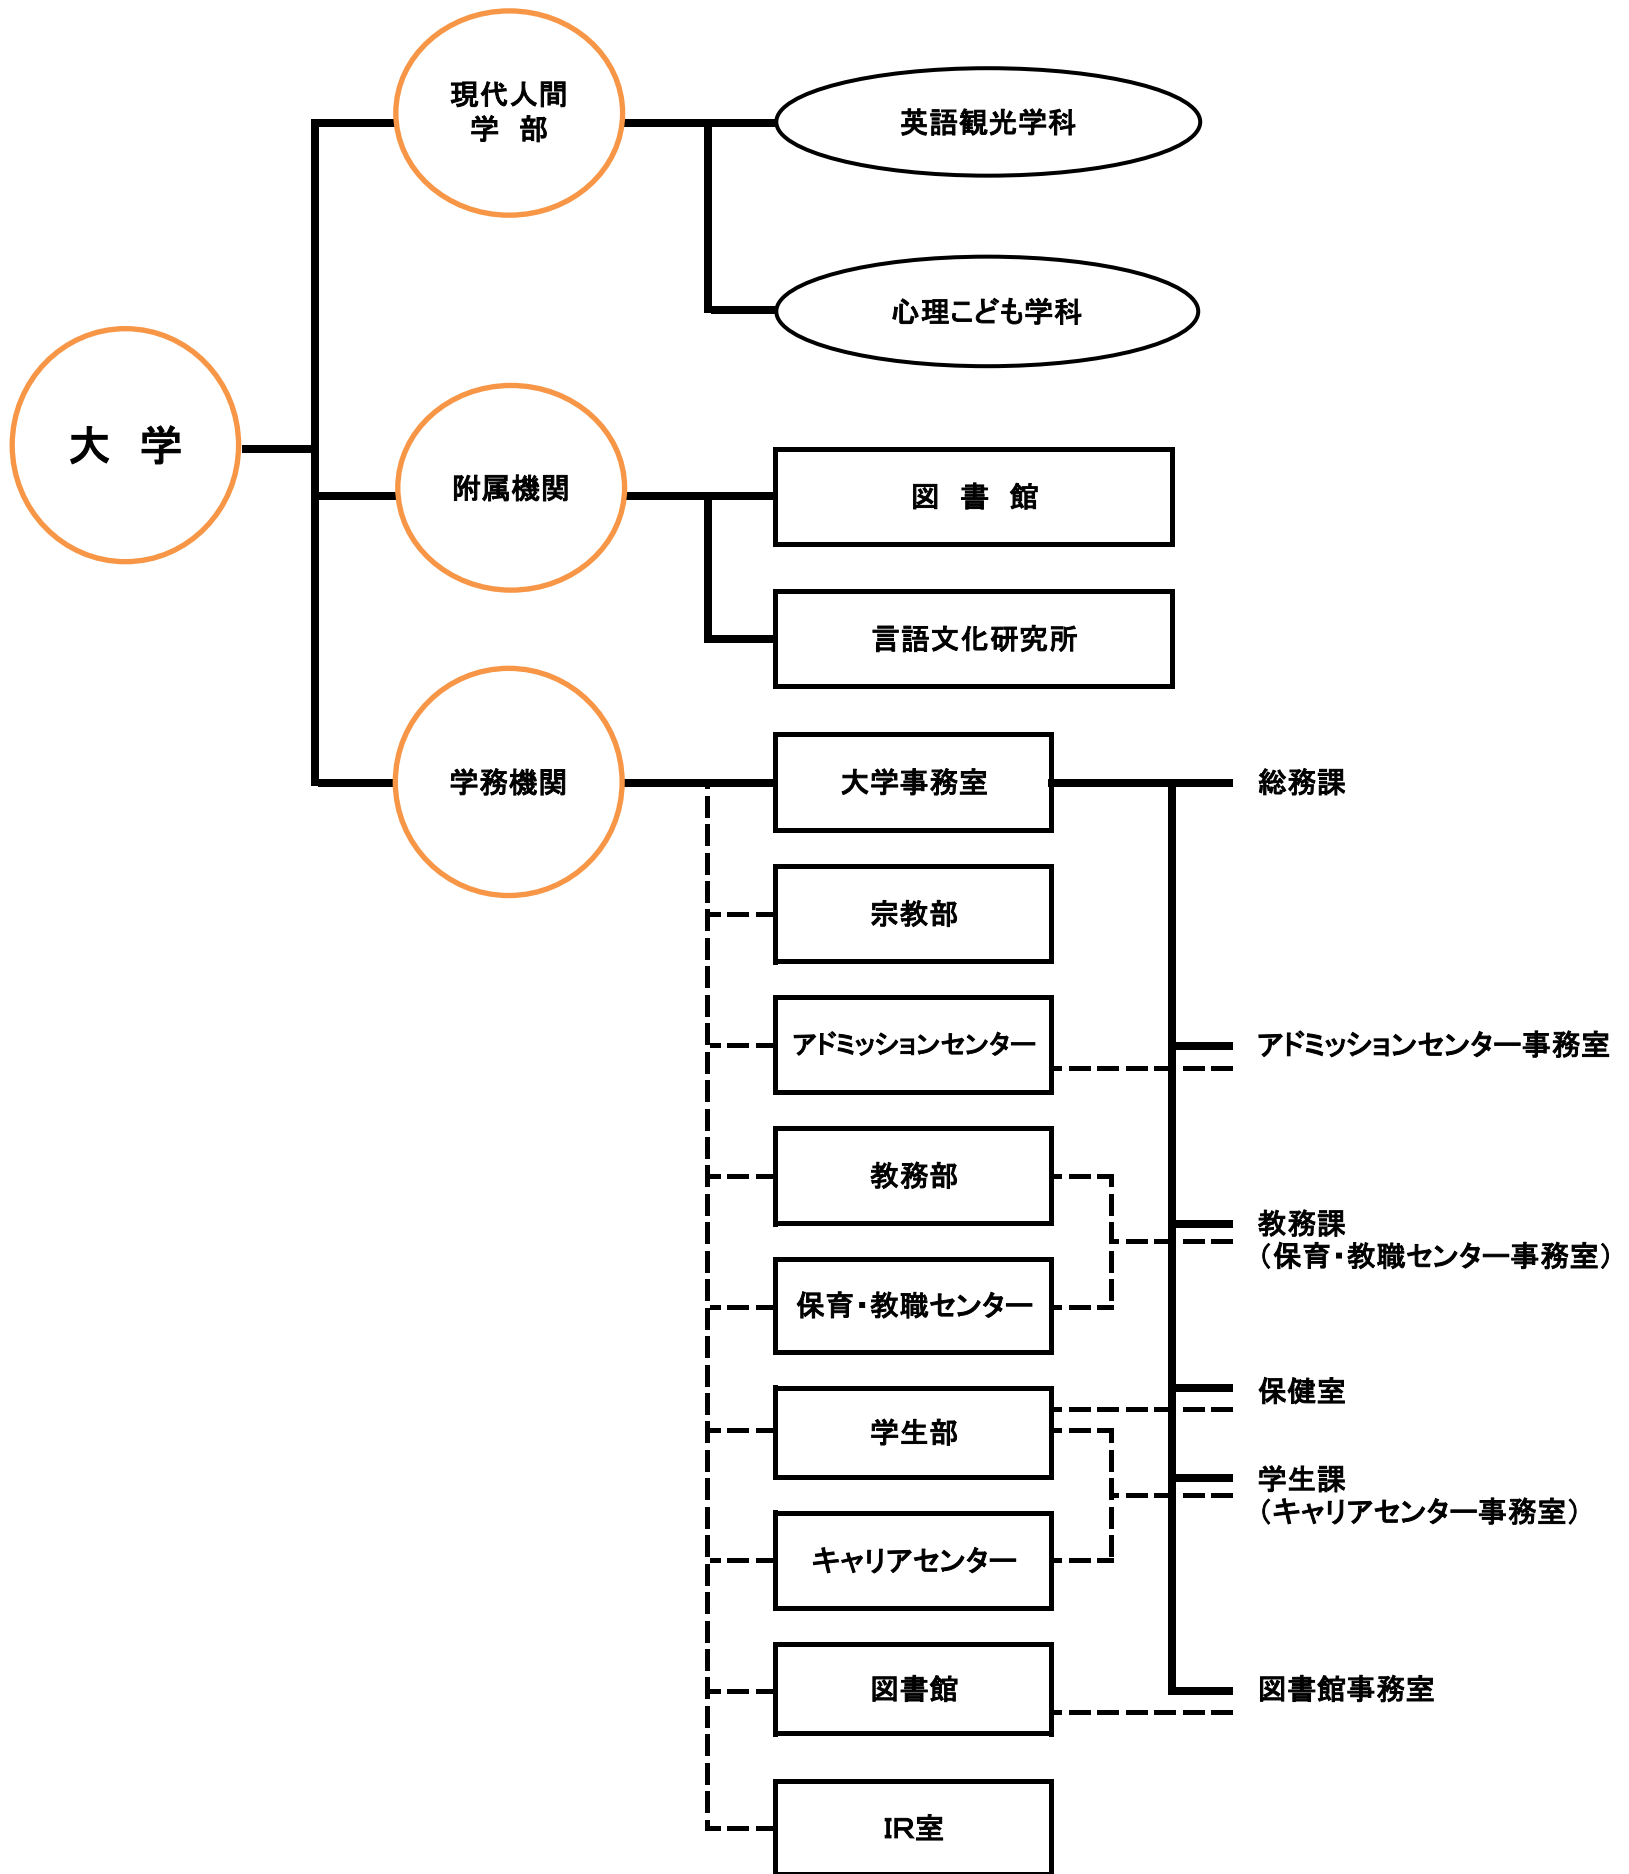 現代人間
学　部
英語観光学科
心理こども学科
大　学
附属機関
図　書　館
言語文化研究所
学務機関
大学事務室
総務課
宗教部
アドミッションセンター
アドミッションセンター事務室
教務部
教務課
（保育・教職センター事務室）
保育・教職センター
保健室
学生部
学生課
（キャリアセンター事務室）
キャリアセンター
図書館
図書館事務室
ＩＲ室